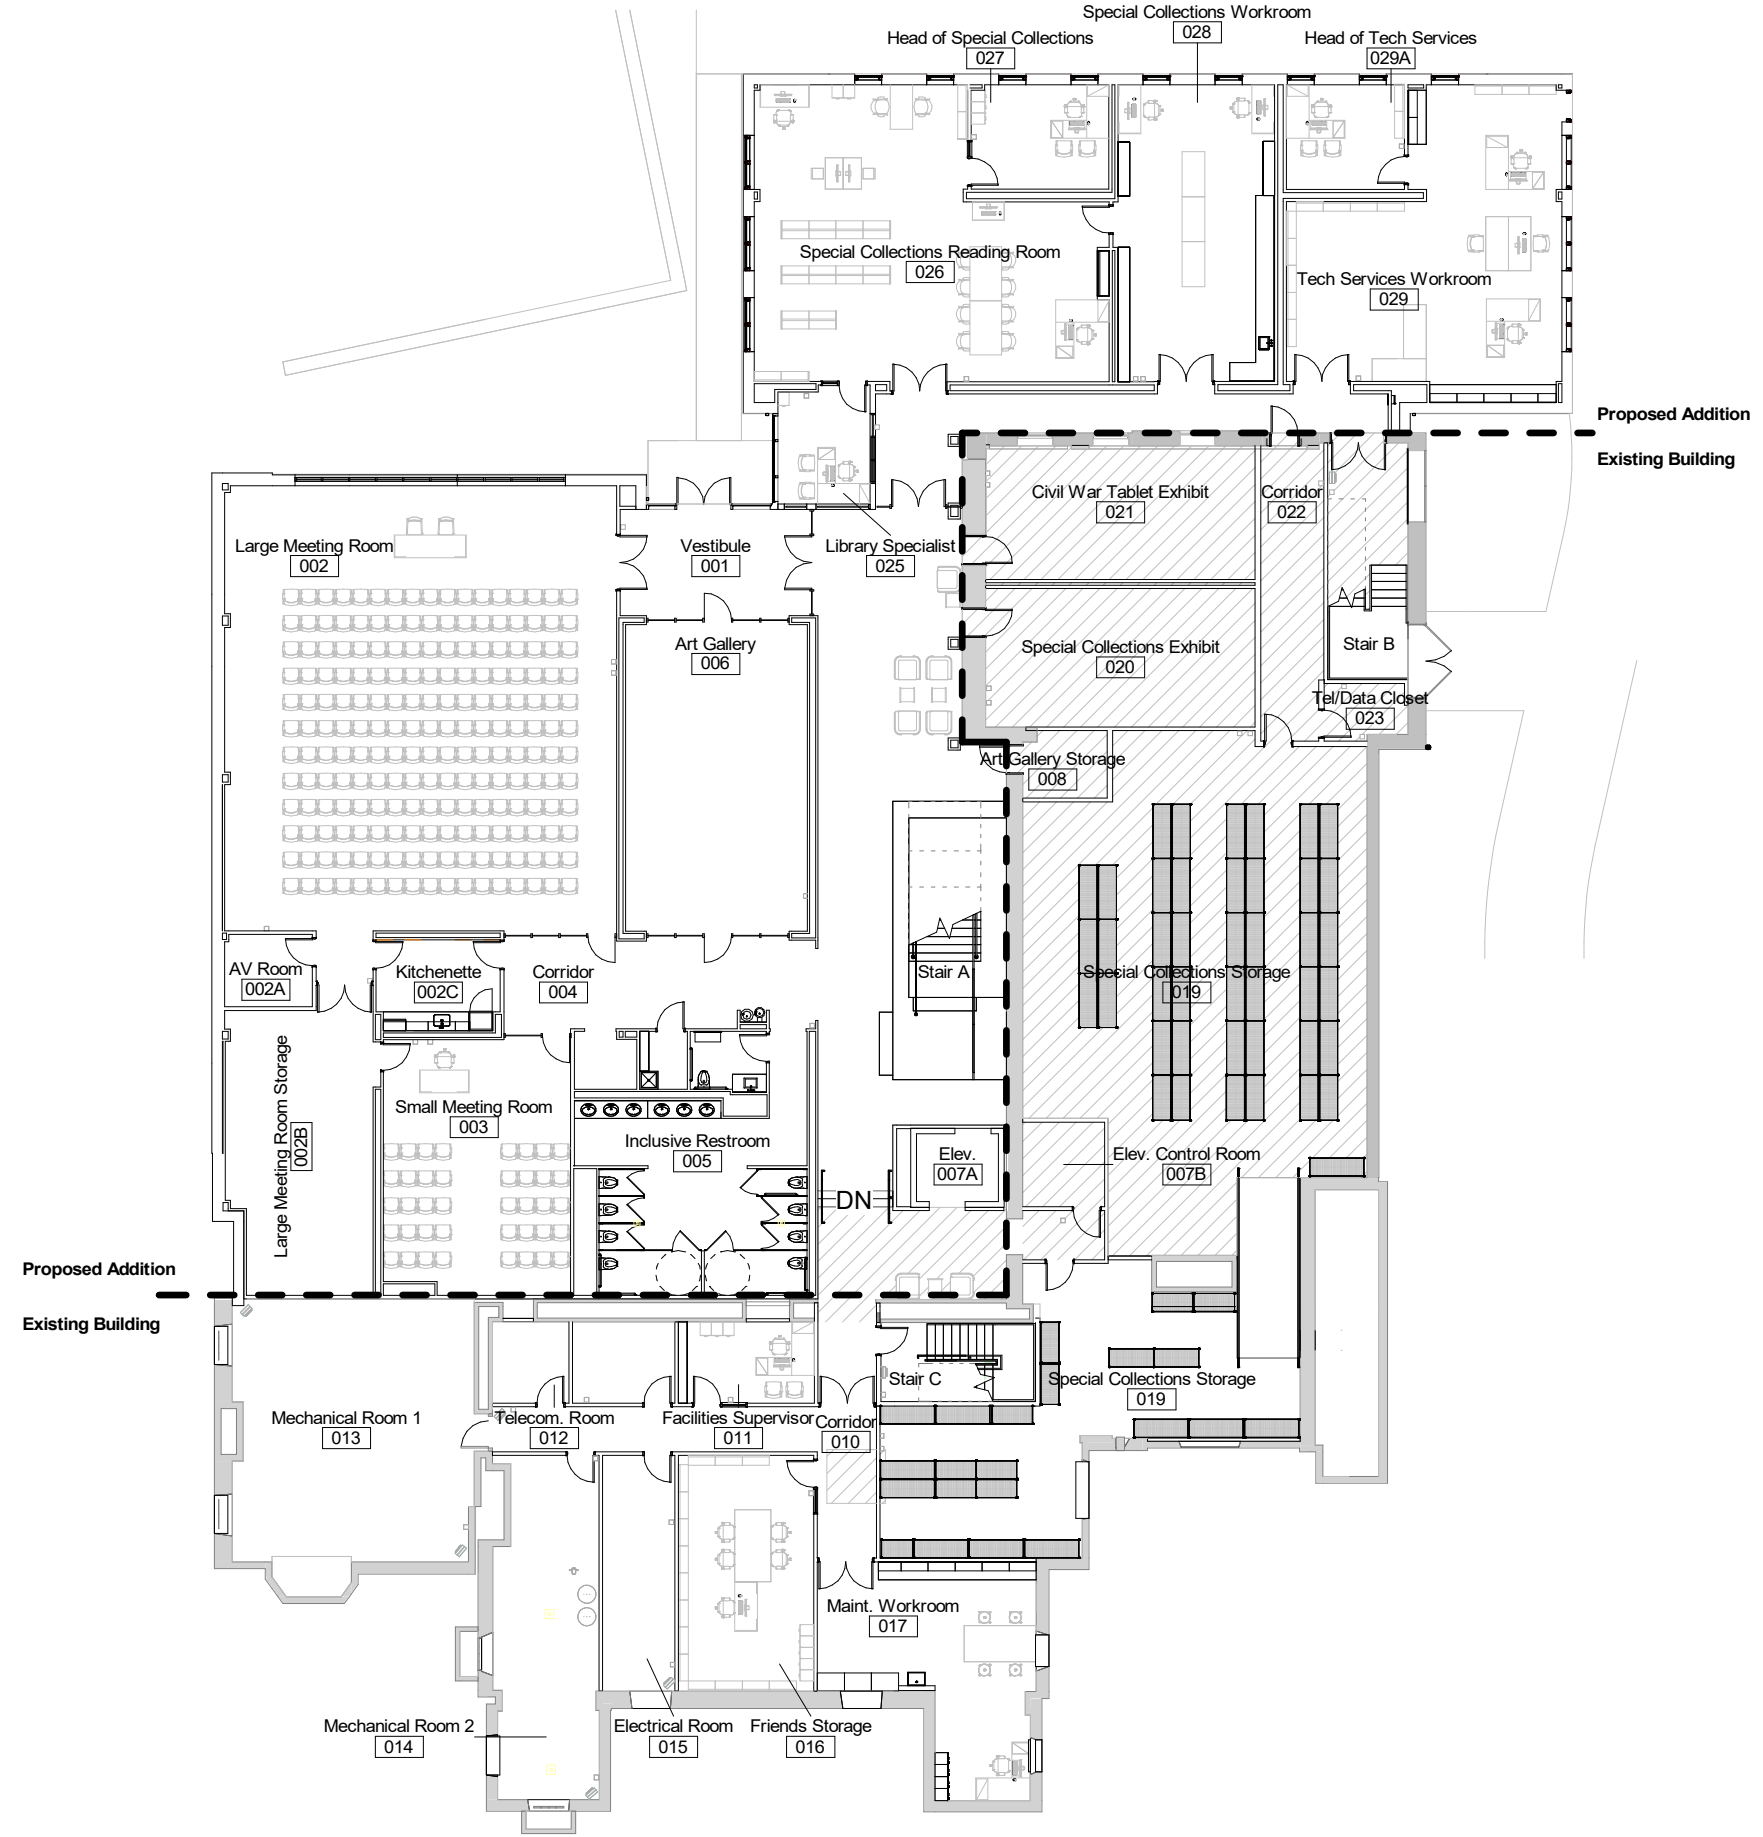 Special Collections Workroom
028
Head of Special Collections
027
Head of Tech Services
029A
Special Collections Reading Room
026
Tech Services Workroom
029
Proposed Addition
Existing Building
Civil War Tablet Exhibit
021
Corridor
022
Large Meeting Room
002
Vestibule
001
Library Specialist
025
Art Gallery
006
Special Collections Exhibit
020
Stair B
Tel/Data Closet
023
Art Gallery Storage
008
AV Room
002A
Kitchenette
002C
Corridor
004
Stair A
Special Collections Storage
019
Large Meeting Room Storage
002B
Small Meeting Room
003
Inclusive Restroom
005
Elev.
007A
Elev. Control Room
007B
DN
Proposed Addition
Existing Building
Stair C
Special Collections Storage
019
Mechanical Room 1
013
Telecom. Room
012
Facilities Supervisor
011
Corridor
010
Maint. Workroom
017
Mechanical Room 2
014
Electrical Room
015
Friends Storage
016